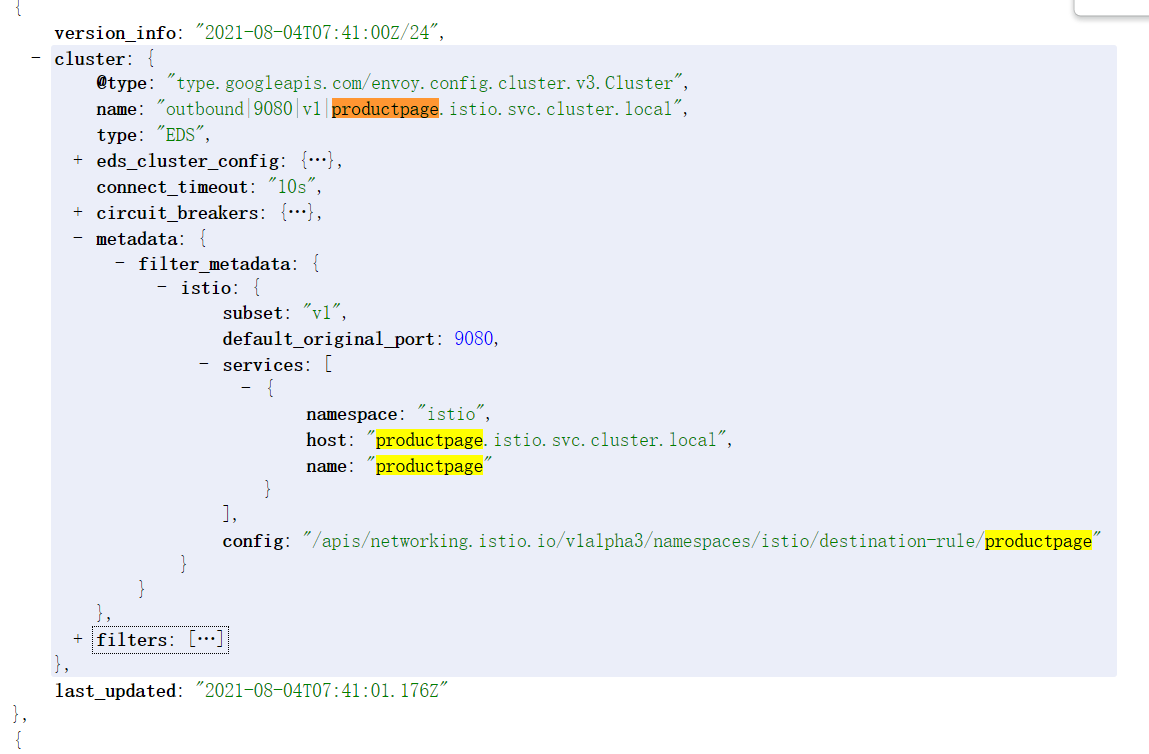 {
version_info: "2021-08-04T07:41:00Z/24",
- cluster: {
@type: "type.googleapis.com/envoy.config.cluster.v3.Cluster",
name: "outbound|9080|v1|productpage.istio.svc.cluster.local",
type: "EDS",
+ eds_cluster_config: {…},
connect_timeout: "10s",
+ circuit_breakers: {…},
- metadata: {
- filter_metadata: {
- istio: {
subset: "v1",
default_original_port: 9080,
- services: [
- {
namespace: "istio",
host: "productpage.istio.svc.cluster.local",
name: "productpage"
}
],
config: "/apis/networking.istio.io/v1alpha3/namespaces/istio/destination-rule/productpage"
}
}
},
+ filters: […]
},
last_updated: "2021-08-04T07:41:01.176Z"
},
{